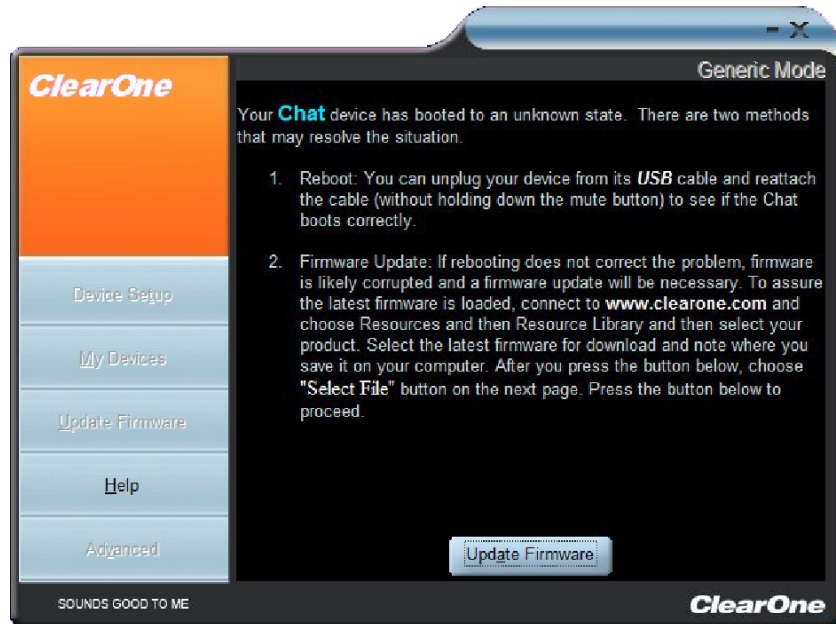 Generic Mode
ClearOne
Your Chat device has booted to an unknown state. There are two methods
that may resolve the situation.
1. Reboot: You can unplug your device from its USB cable and reattach
the cable (without holding down the mute button) to see if the Chat
boots correctly.
2. Firmware Update: If rebooting does not correct the problem, firmware
is likely corrupted and a firmware update will be necessary. To assure
the latest firmware is loaded, connect to www.clearone.com and
choose Resources and then Resource Library and then select your
product. Select the latest firmware for download and note where you
save it on your computer. After you press the button below, choose
"Select File" button on the next page. Press the button below to
proceed.
Device Setup
My Devices
Update Firmware
Help
Advanced
Update Firmware
SOUNDS GOOD TO ME
ClearOne